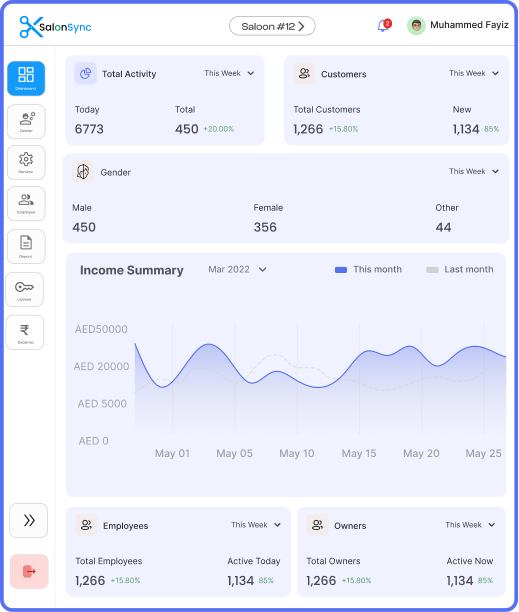 SalonSync
Saloon #12
2
Muhammed Fayiz
Dashboard
Gender
Service
Employee
Report
Licenses
Expense
Total Activity
This Week
Today
Total
6773
450 +20.00%
Customers
This Week
Total Customers
New
1,266 +15.80%
1,134 85%
Gender
This Week
Male
Female
Other
450
356
44
Income Summary
Mar 2022
This month
Last month
AED50000
AED 20000
AED 5000
AED 0
May 01
May 05
May 10
May 15
May 20
May 25
Employees
This Week
Total Employees
Active Today
1,266 +15.80%
1,134 85%
Owners
This Week
Total Owners
Active Now
1,266 +15.80%
1,134 85%